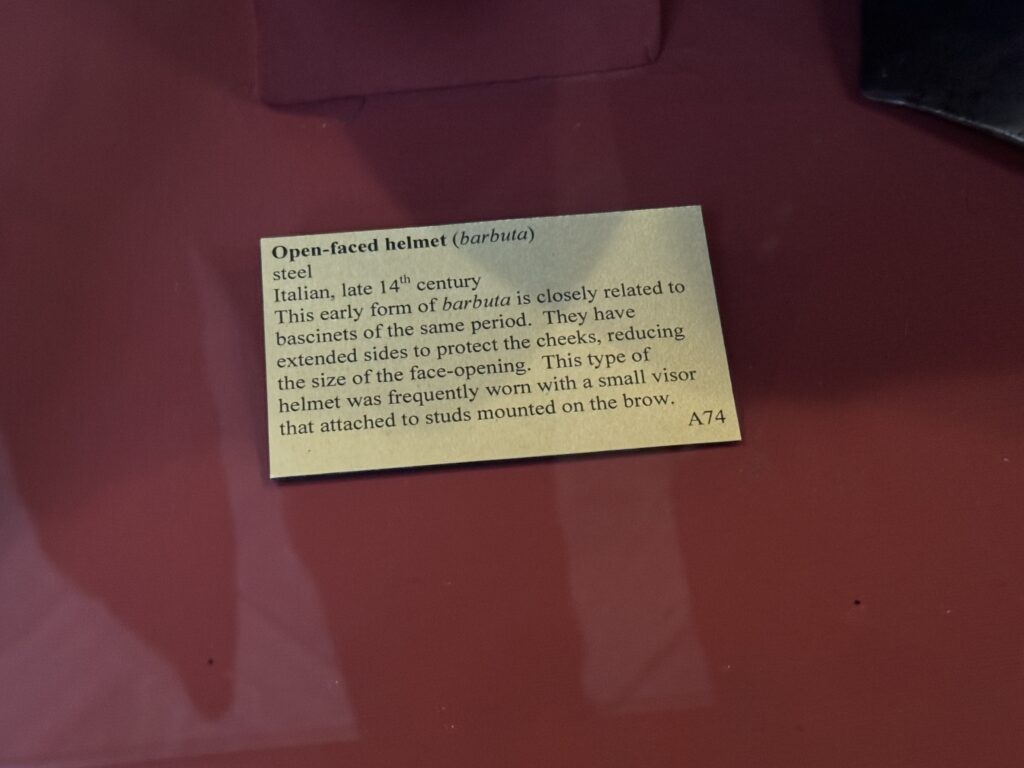 Open-faced helmet (barbuta)
steel
Italian, late 14th century
This early form of barbuta is closely related to
bascinets of the same period. They have
extended sides to protect the cheeks, reducing
the size of the face-opening. This type of
helmet was frequently worn with a small visor
that attached to studs mounted on the brow.
A74